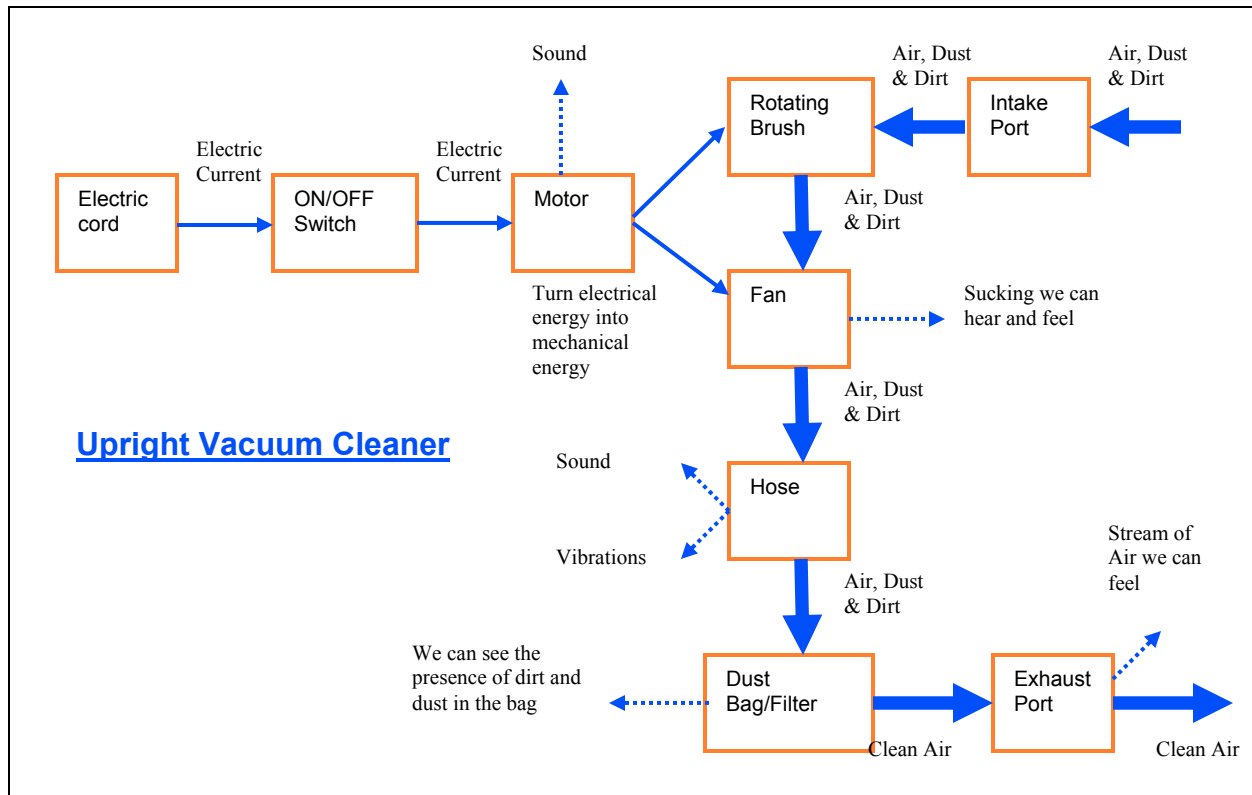 Sound
Air, Dust
& Dirt
Air, Dust
& Dirt
Rotating
Brush
Intake
Port
Electric
Current
Electric
Current
Electric
cord
ON/OFF
Switch
Motor
Air, Dust
& Dirt
Turn electrical
energy into
mechanical
energy
Fan
Sucking we can
hear and feel
Air, Dust
& Dirt
Upright Vacuum Cleaner
Sound
Hose
Vibrations
Stream of
Air we can
feel
Air, Dust
& Dirt
We can see the
presence of dirt and
dust in the bag
Dust
Bag/Filter
Exhaust
Port
Clean Air
Clean Air